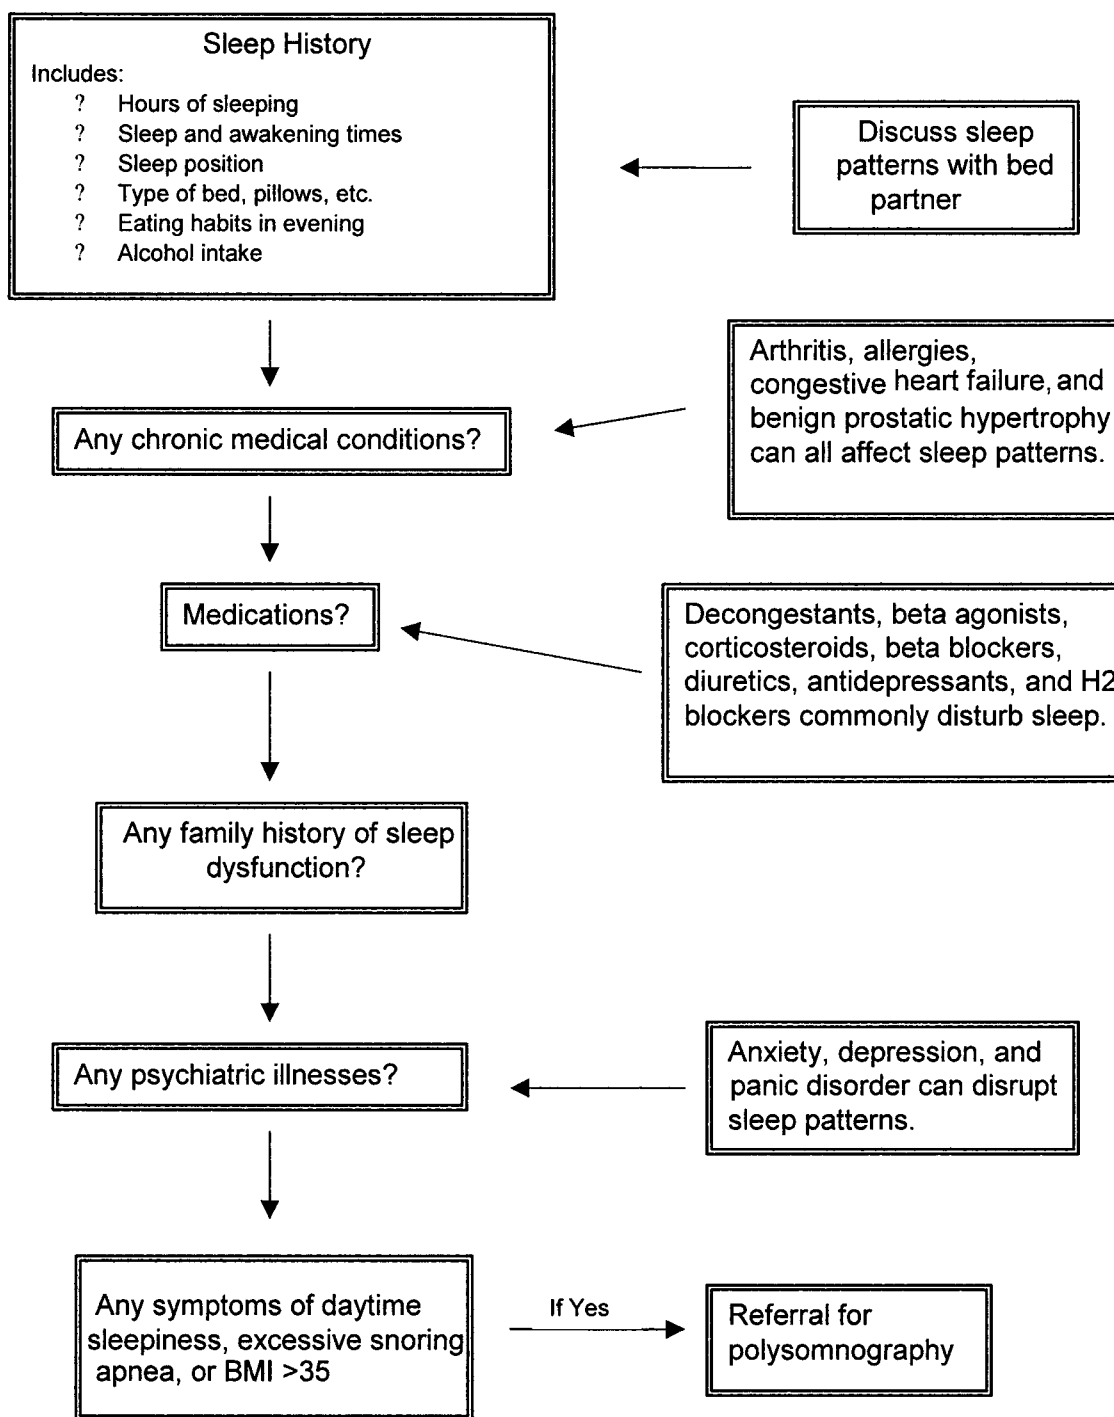 Sleep History
Includes:
? Hours of sleeping
? Sleep and awakening times
? Sleep position
? Type of bed, pillows, etc.
? Eating habits in evening
? Alcohol intake
Discuss sleep
patterns with bed
partner
Arthritis, allergies,
congestive heart failure, and
benign prostatic hypertrophy
can all affect sleep patterns.
Any chronic medical conditions?
Medications?
Decongestants, beta agonists,
corticosteroids, beta blockers,
diuretics, antidepressants, and H2
blockers commonly disturb sleep.
Any family history of sleep
dysfunction?
Any psychiatric illnesses?
Anxiety, depression, and
panic disorder can disrupt
sleep patterns.
Any symptoms of daytime
sleepiness, excessive snoring
apnea, or BMI >35
If Yes
Referral for
polysomnography